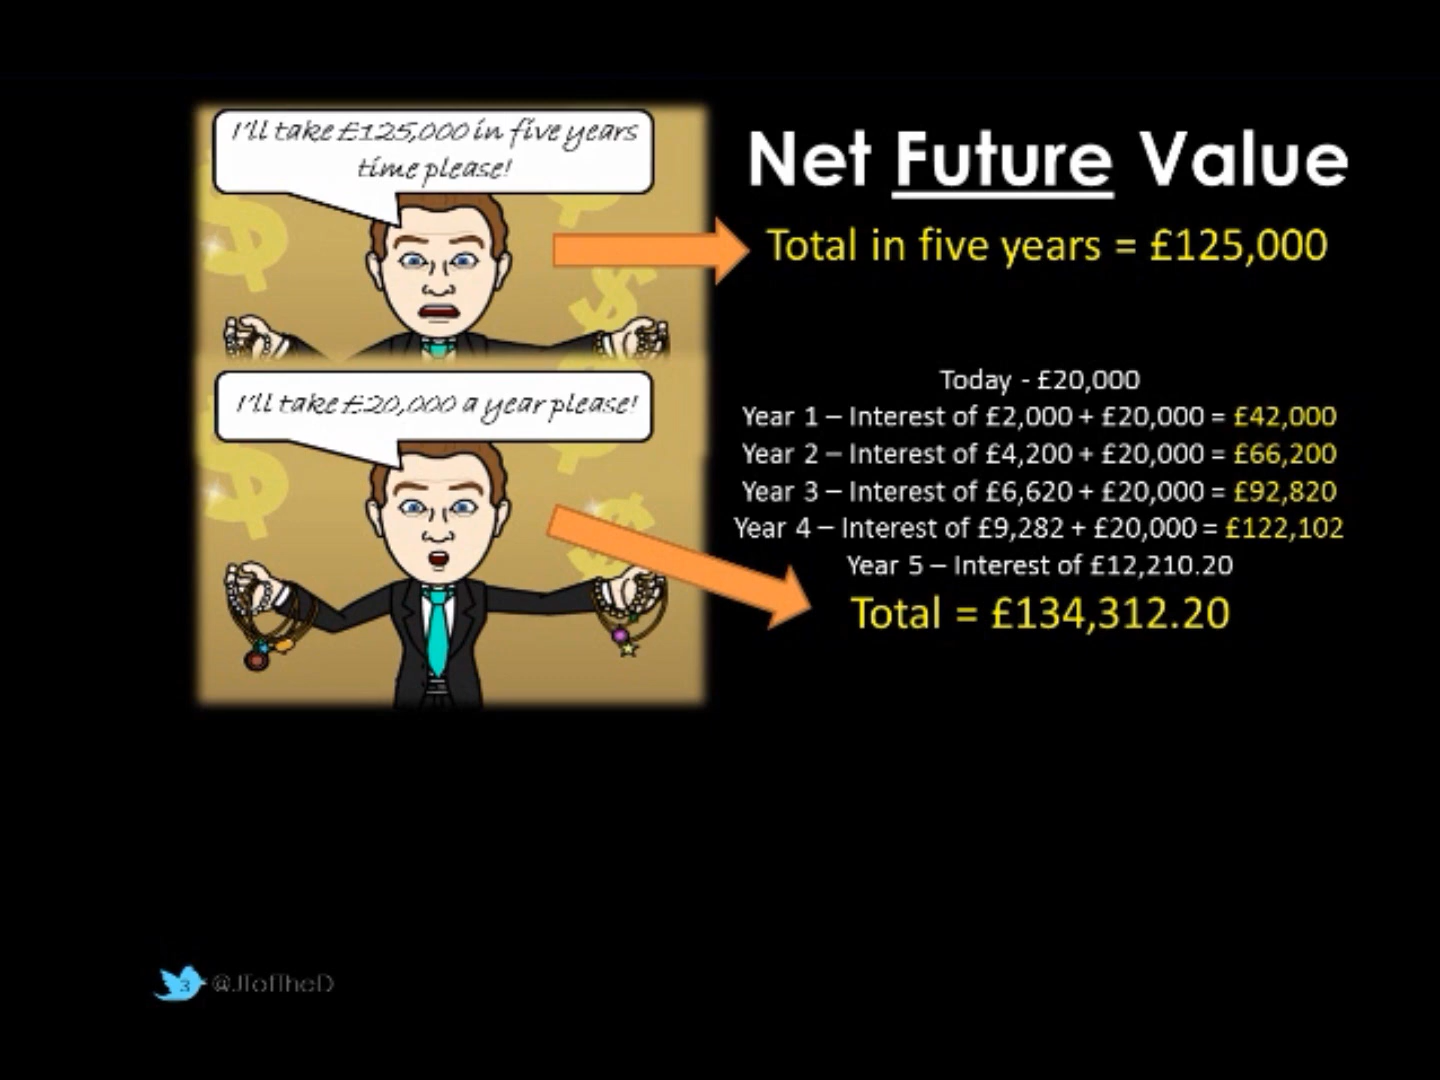 I'll take £125,000 in five years
time please!
Net Future Value
Total in five years = £125,000
I'll take £20,000 a year please!
Today - £20,000
Year 1 – Interest of £2,000 + £20,000 = £42,000
Year 2 – Interest of £4,200 + £20,000 = £66,200
Year 3 – Interest of £6,620 + £20,000 = £92,820
Year 4 – Interest of £9,282 + £20,000 = £122,102
Year 5 – Interest of £12,210.20
Total = £134,312.20
3 @JTofTheD